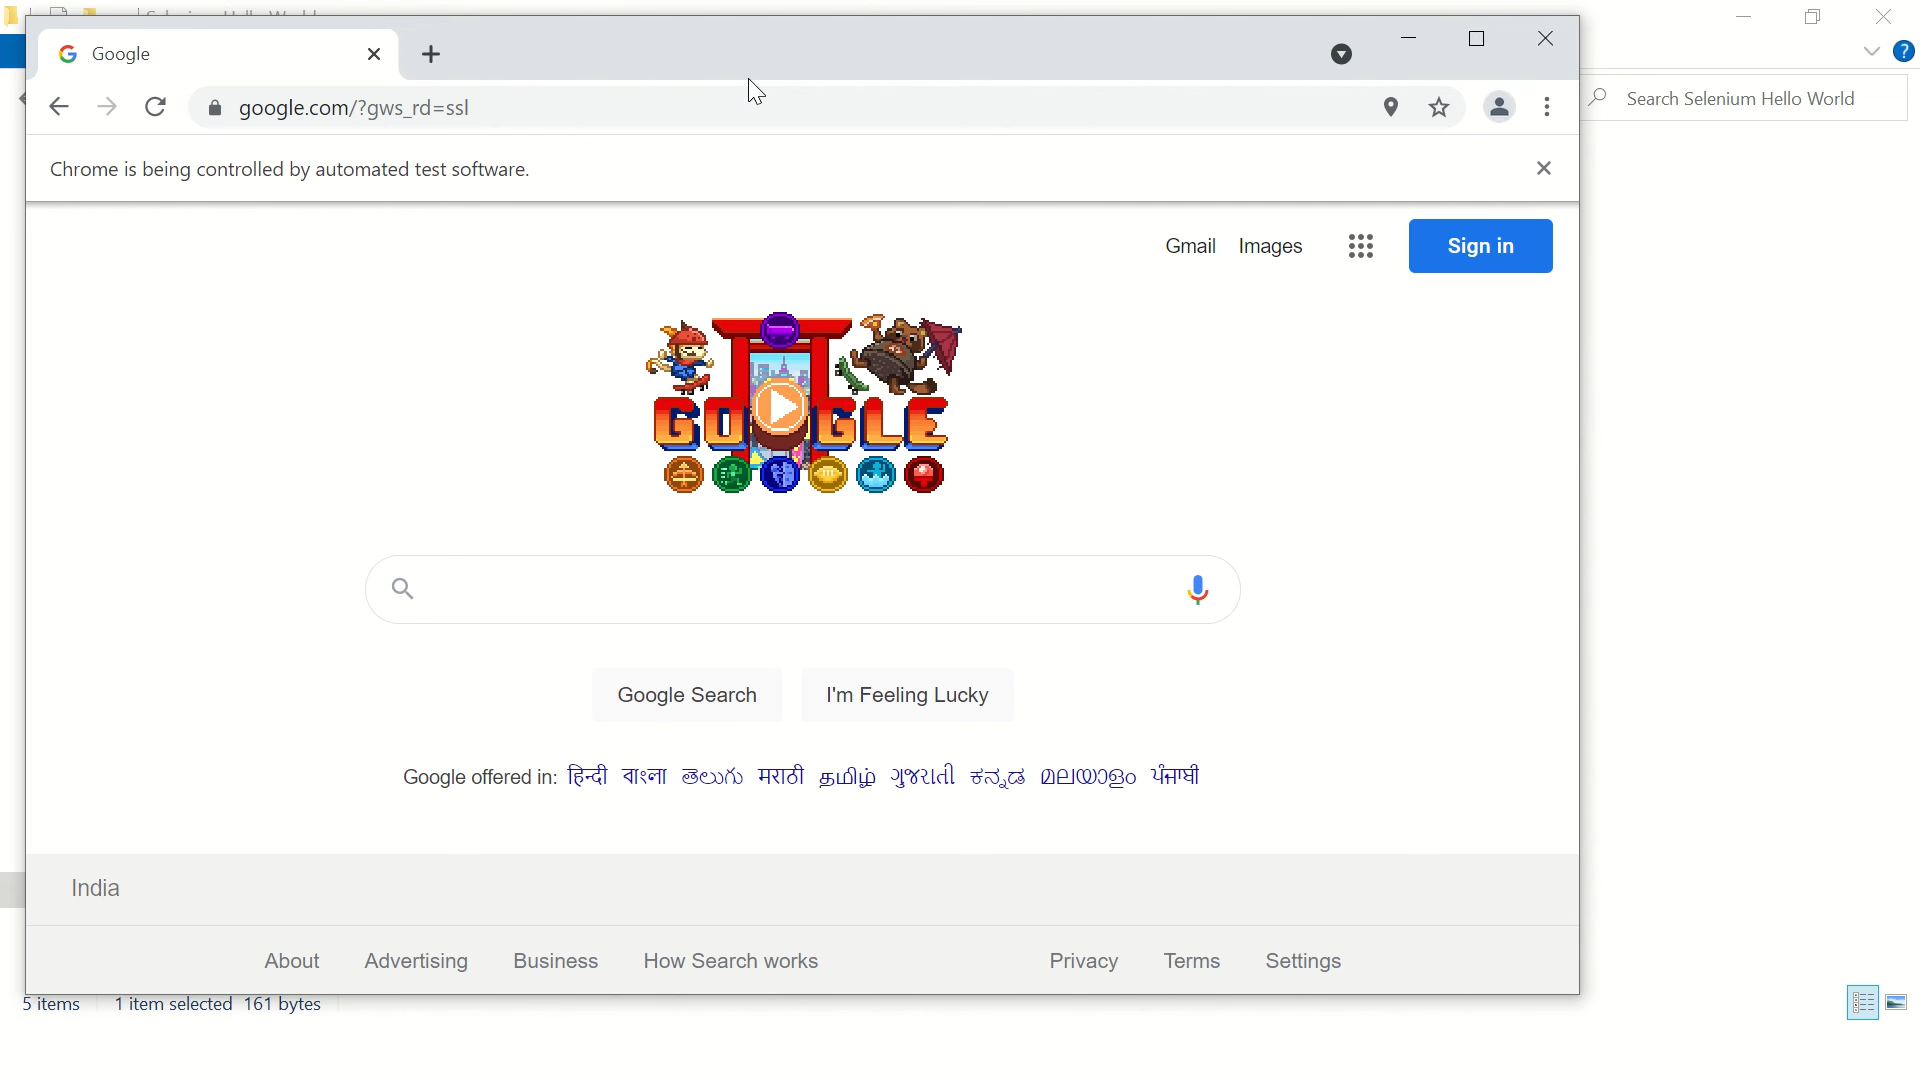 Google
google.com/?gws_rd=ssl
Search Selenium Hello World
Chrome is being controlled by automated test software.
Gmail Images Sign in
GOOGLE
Google Search I'm Feeling Lucky
Google offered in: हिन्दी বাংলা తెలుగు मराठी தமிழ் ગુજરાતી ಕನ್ನಡ മലയാളം ਪੰਜਾਬੀ
India
About Advertising Business How Search works Privacy Terms Settings
5 items 1 item selected 161 bytes